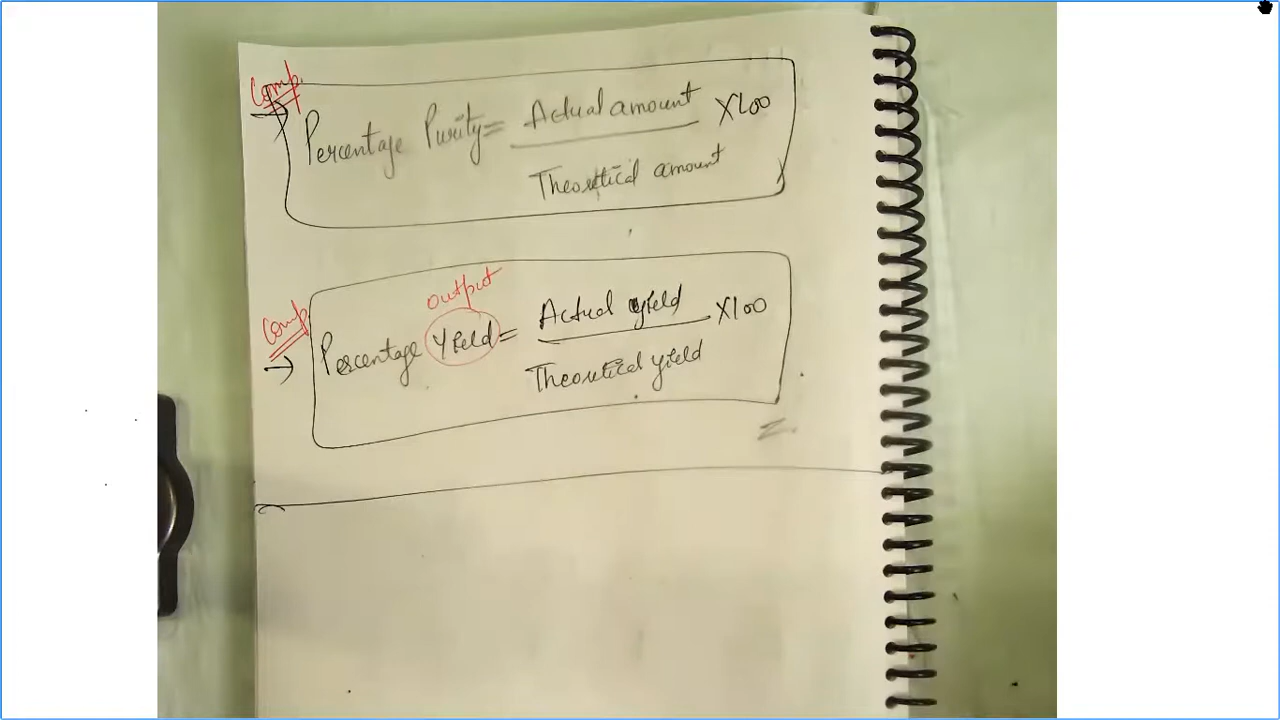 Comp.
Percentage Purity = Actual amount X100
Theoretical amount
output
Comp.
Percentage Yield = Actual yield X100
Theoretical yield